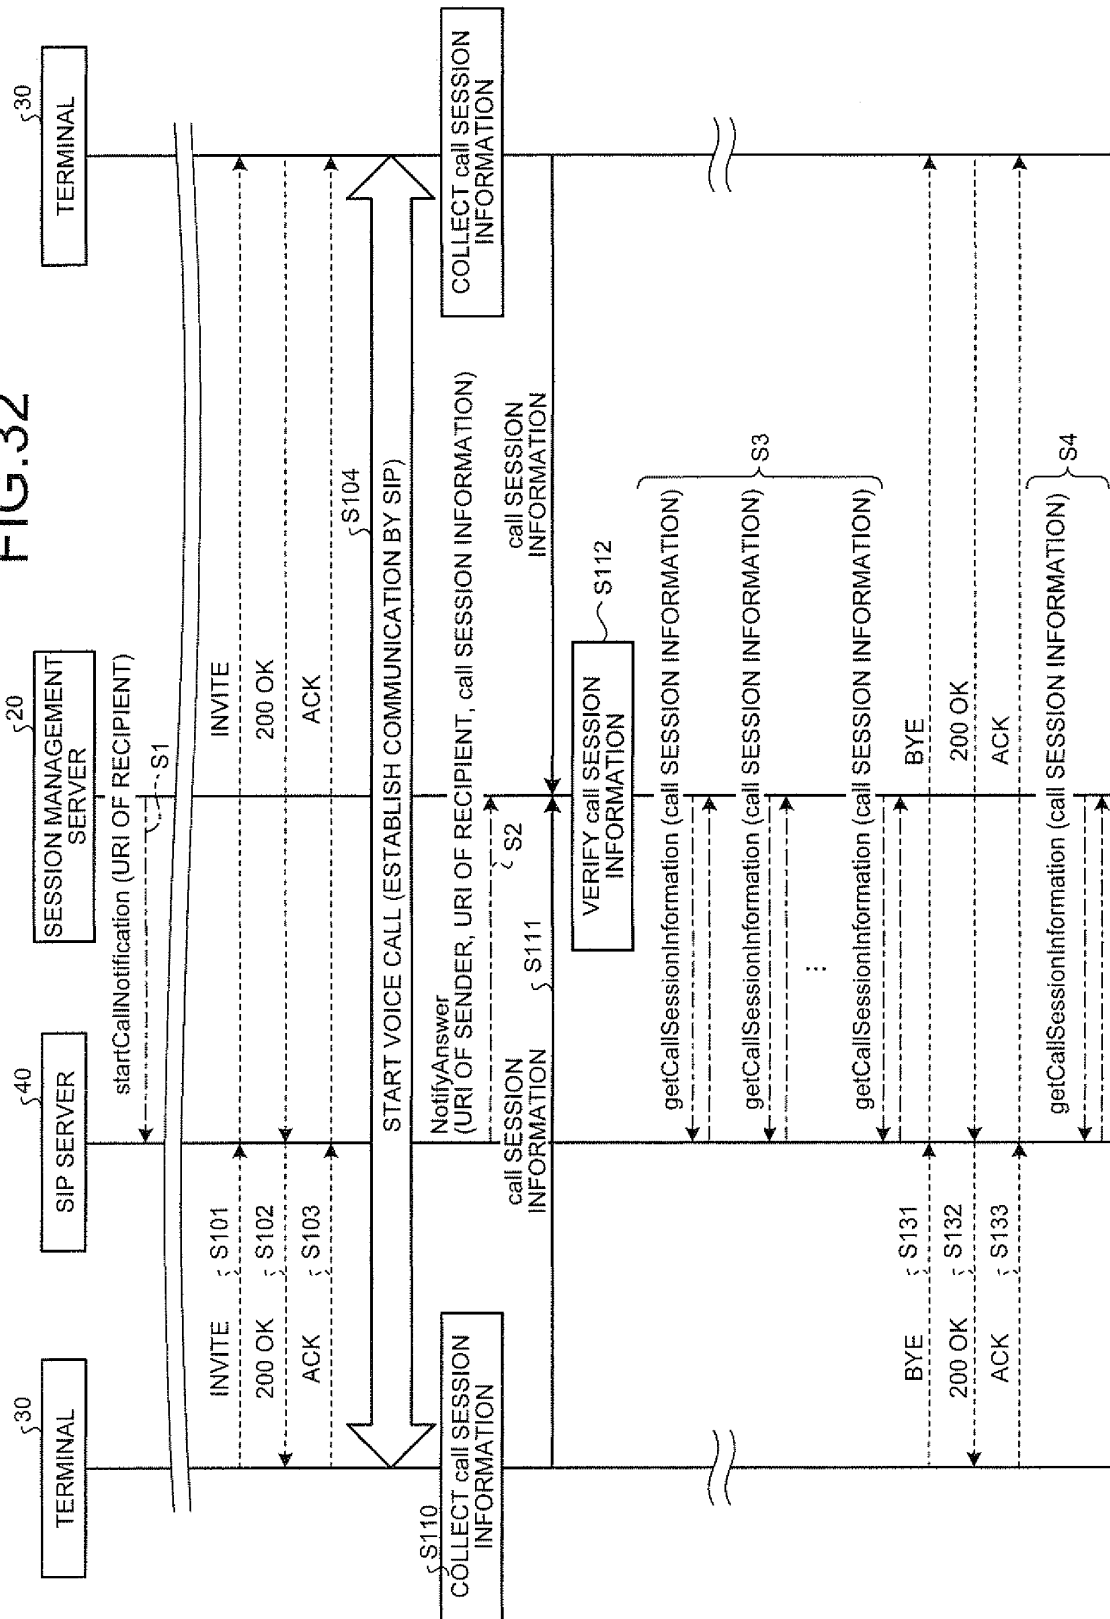 FIG.32
30
TERMINAL
40
SIP SERVER
20
SESSION MANAGEMENT
SERVER
30
TERMINAL
startCallNotification (URI OF RECIPIENT)
S1
INVITE
S101
INVITE
200 OK
S102
200 OK
ACK
S103
ACK
S104
START VOICE CALL (ESTABLISH COMMUNICATION BY SIP)
S110
COLLECT call SESSION
INFORMATION
NotifyAnswer
(URI OF SENDER, URI OF RECIPIENT, call SESSION INFORMATION)
S2
COLLECT call SESSION
INFORMATION
call SESSION
INFORMATION
S111
call SESSION
INFORMATION
VERIFY call SESSION
INFORMATION
S112
getCallSessionInformation (call SESSION INFORMATION)
getCallSessionInformation (call SESSION INFORMATION)
...
getCallSessionInformation (call SESSION INFORMATION)
S3
BYE
S131
BYE
200 OK
S132
200 OK
ACK
S133
ACK
getCallSessionInformation (call SESSION INFORMATION)
S4